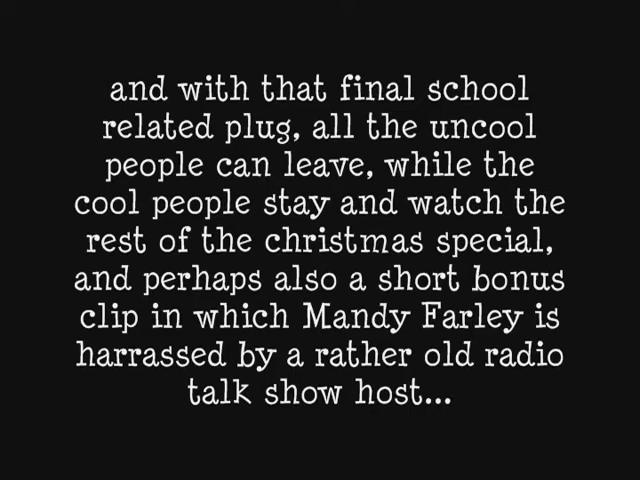 and with that final school
related plug, all the uncool
people can leave, while the
cool people stay and watch the
rest of the christmas special,
and perhaps also a short bonus
clip in which Mandy Farley is
harrassed by a rather old radio
talk show host...